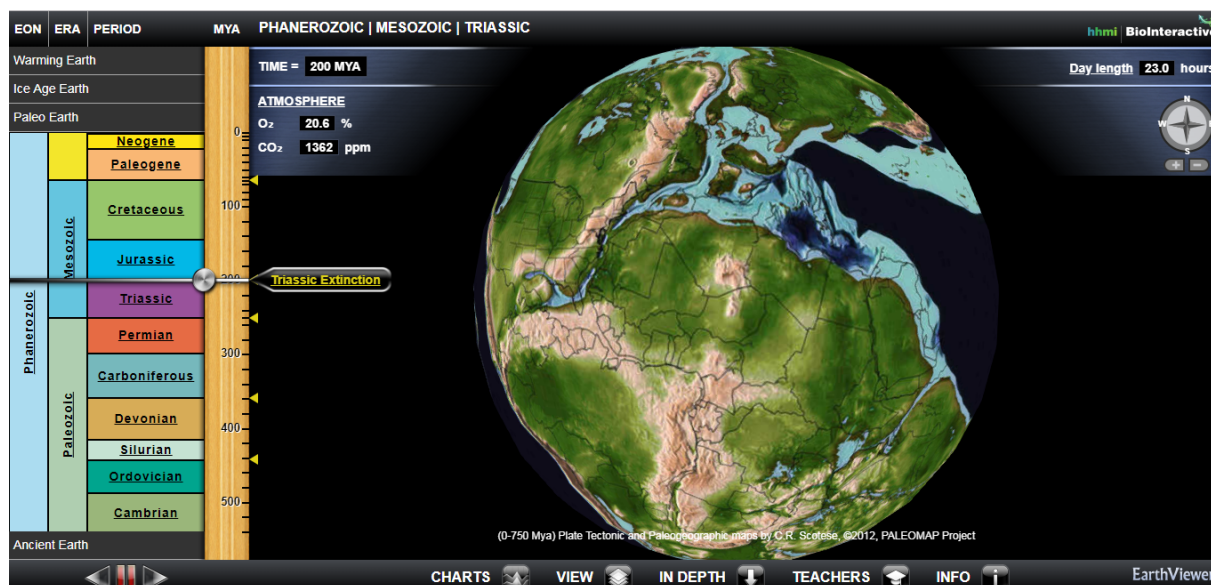 EON ERA PERIOD MYA PHANEROZOIC | MESOZOIC | TRIASSIC
hhmi BioInteractive
Warming Earth
Ice Age Earth
Paleo Earth
TIME = 200 MYA
Day length 23.0 hours
ATMOSPHERE
O₂ 20.6 %
CO₂ 1362 ppm
N
W E
S
+ −
Phanerozoic
Mesozoic
Paleozoic
Neogene
Paleogene
Cretaceous
Jurassic
Triassic
Permian
Carboniferous
Devonian
Silurian
Ordovician
Cambrian
0
100
200
300
400
500
Triassic Extinction
(0-750 Mya) Plate Tectonic and Paleogeographic maps by C.R. Scotese, ©2012, PALEOMAP Project
Ancient Earth
CHARTS VIEW IN DEPTH TEACHERS INFO i EarthViewer